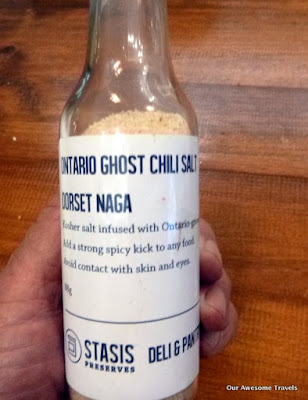 ONTARIO GHOST CHILI SALT
DORSET NAGA
Kosher salt infused with Ontario-
Add a strong spicy kick to any food.
Avoid contact with skin and eyes.
STASIS DELI &
PRESERVES
Our Awesome Travels